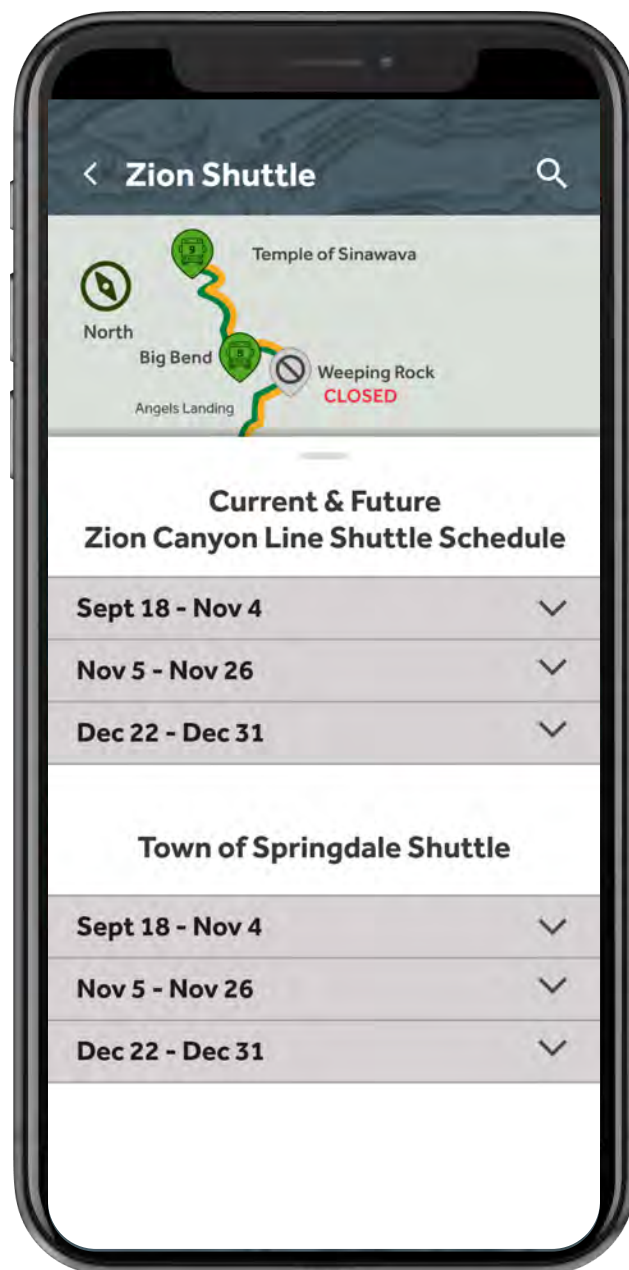 Zion Shuttle
9
Temple of Sinawava
North
Big Bend
Weeping Rock
CLOSED
Angels Landing
Current & Future
Zion Canyon Line Shuttle Schedule
Sept 18 - Nov 4
Nov 5 - Nov 26
Dec 22 - Dec 31
Town of Springdale Shuttle
Sept 18 - Nov 4
Nov 5 - Nov 26
Dec 22 - Dec 31